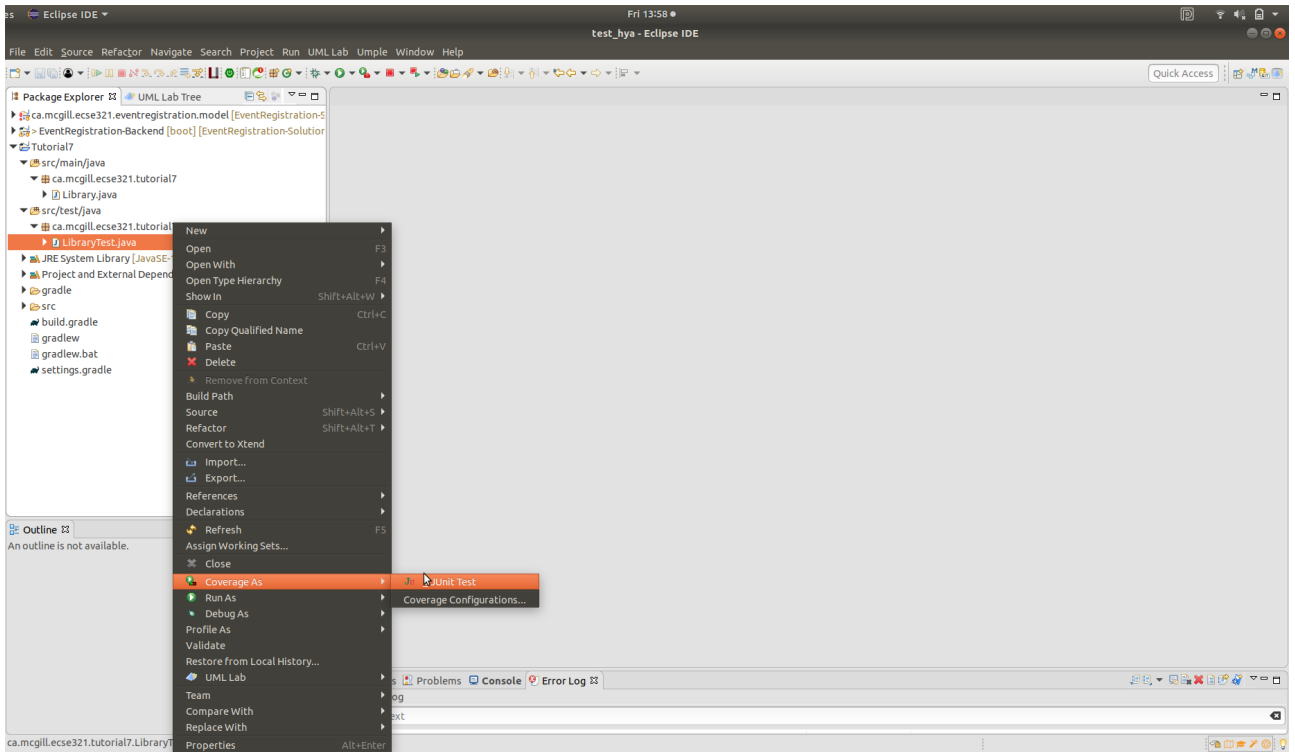 es Eclipse IDE Fri 13:58
test_hya - Eclipse IDE
File Edit Source Refactor Navigate Search Project Run UML Lab Umple Window Help
Quick Access
Package Explorer UML Lab Tree
ca.mcgill.ecse321.eventregistration.model [EventRegistration-S
> EventRegistration-Backend [boot] [EventRegistration-Solution
Tutorial7
src/main/java
ca.mcgill.ecse321.tutorial7
Library.java
src/test/java
ca.mcgill.ecse321.tutorial
LibraryTest.java
JRE System Library [JavaSE-
Project and External Depend
gradle
src
build.gradle
gradlew
gradlew.bat
settings.gradle
New
Open F3
Open With
Open Type Hierarchy F4
Show In Shift+Alt+W
Copy Ctrl+C
Copy Qualified Name
Paste Ctrl+V
Delete
Remove from Context
Build Path
Source Shift+Alt+S
Refactor Shift+Alt+T
Convert to Xtend
Import...
Export...
References
Declarations
Refresh F5
Assign Working Sets...
Close
Coverage As
Run As
Debug As
Profile As
Validate
Restore from Local History...
UML Lab
Team
Compare With
Replace With
Properties Alt+Enter
JUnit Test
Coverage Configurations...
Outline
An outline is not available.
s Problems Console Error Log
og
ext
ca.mcgill.ecse321.tutorial7.LibraryT